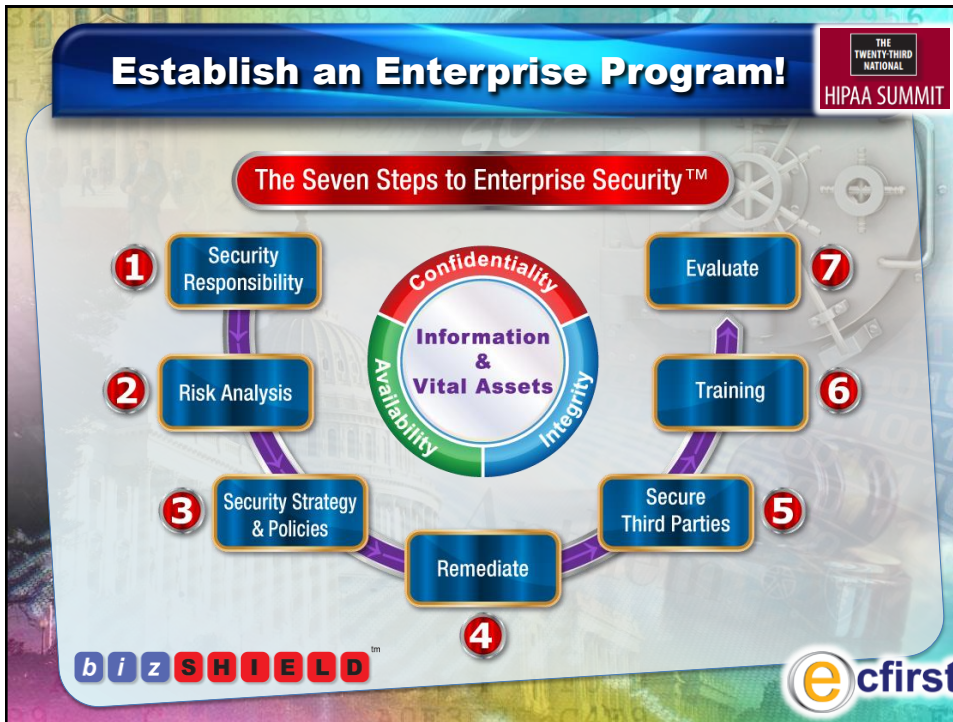 Establish an Enterprise Program!
THE
TWENTY-THIRD
NATIONAL
HIPAA SUMMIT
The Seven Steps to Enterprise Security™
1
Security
Responsibility
2
Risk Analysis
3
Security Strategy
& Policies
4
Remediate
5
Secure
Third Parties
6
Training
7
Evaluate
Confidentiality
Availability
Integrity
Information
&
Vital Assets
bizSHIELD™
ecfirst